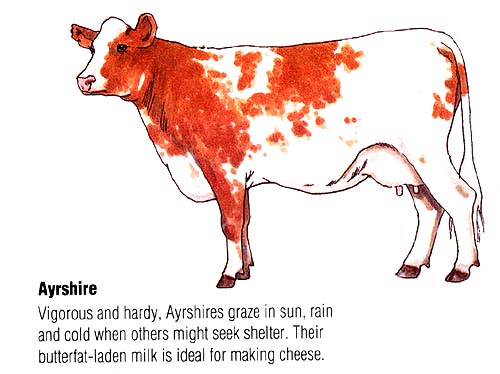 Ayrshire
Vigorous and hardy, Ayrshires graze in sun, rain
and cold when others might seek shelter. Their
butterfat-laden milk is ideal for making cheese.